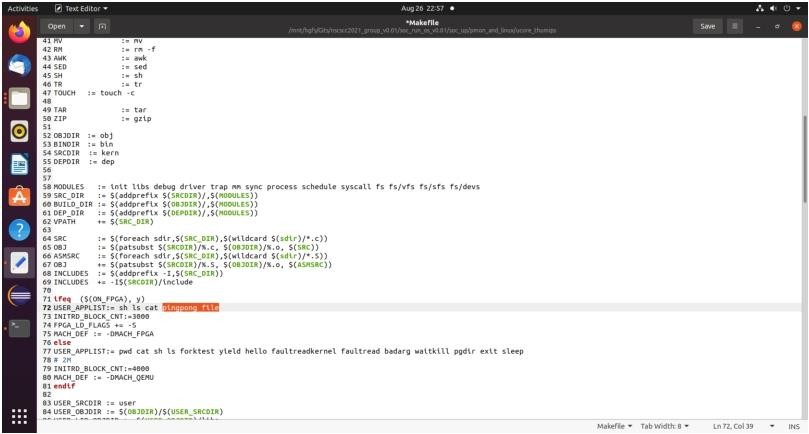 Activities Text Editor Aug 26 22:57
Open *Makefile Save
/mnt/hgfs/Gits/nscscc2021_group_v0.01/soc_run_os_v0.01/soc_up/pmon_and_linux/ucore_thumips
41 MV := mv
42 RM := rm -f
43 AWK := awk
44 SED := sed
45 SH := sh
46 TR := tr
47 TOUCH := touch -c
48
49 TAR := tar
50 ZIP := gzip
51
52 OBJDIR := obj
53 BINDIR := bin
54 SRCDIR := kern
55 DEPDIR := dep
56
57
58 MODULES := init libs debug driver trap mm sync process schedule syscall fs fs/vfs fs/sfs fs/devs
59 SRC_DIR := $(addprefix $(SRCDIR)/,$(MODULES))
60 BUILD_DIR := $(addprefix $(OBJDIR)/,$(MODULES))
61 DEP_DIR := $(addprefix $(DEPDIR)/,$(MODULES))
62 VPATH += $(SRC_DIR)
63
64 SRC := $(foreach sdir,$(SRC_DIR),$(wildcard $(sdir)/*.c))
65 OBJ := $(patsubst $(SRCDIR)/%.c, $(OBJDIR)/%.o, $(SRC))
66 ASMSRC := $(foreach sdir,$(SRC_DIR),$(wildcard $(sdir)/*.S))
67 OBJ += $(patsubst $(SRCDIR)/%.S, $(OBJDIR)/%.o, $(ASMSRC))
68 INCLUDES := $(addprefix -I,$(SRC_DIR))
69 INCLUDES += -I$(SRCDIR)/include
70
71 ifeq ($(ON_FPGA), y)
72 USER_APPLIST:= sh ls cat pingpong file
73 INITRD_BLOCK_CNT:=3000
74 FPGA_LD_FLAGS += -S
75 MACH_DEF := -DMACH_FPGA
76 else
77 USER_APPLIST:= pwd cat sh ls forktest yield hello faultreadkernel faultread badarg waitkill pgdir exit sleep
78 # 2M
79 INITRD_BLOCK_CNT:=4000
80 MACH_DEF := -DMACH_QEMU
81 endif
82
83 USER_SRCDIR := user
84 USER_OBJDIR := $(OBJDIR)/$(USER_SRCDIR)
Makefile Tab Width: 8 Ln 72, Col 39 INS